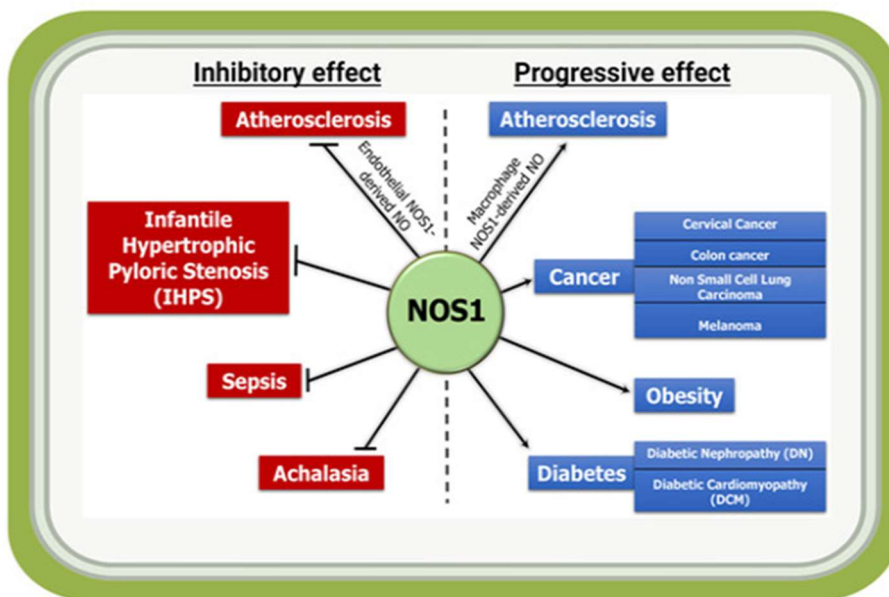 Inhibitory effect
Progressive effect
Atherosclerosis
Atherosclerosis
Endothelial NOS1-
derived NO
Macrophage
NOS1-derived NO
Infantile
Hypertrophic
Pyloric Stenosis
(IHPS)
NOS1
Cancer
Cervical Cancer
Colon cancer
Non Small Cell Lung
Carcinoma
Melanoma
Sepsis
Obesity
Achalasia
Diabetes
Diabetic Nephropathy (DN)
Diabetic Cardiomyopathy
(DCM)